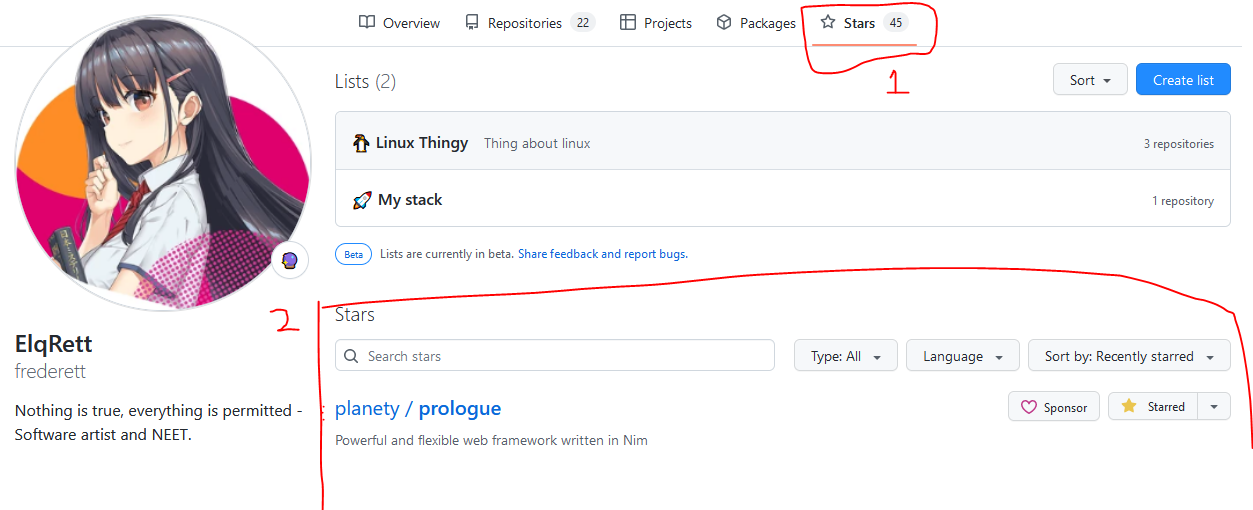 Overview Repositories 22 Projects Packages Stars 45
1
Lists (2) Sort Create list
Linux Thingy Thing about linux 3 repositories
My stack 1 repository
Beta Lists are currently in beta. Share feedback and report bugs.
2
Stars
Search stars Type: All Language Sort by: Recently starred
planety / prologue Sponsor Starred
Powerful and flexible web framework written in Nim
ElqRett
frederett
Nothing is true, everything is permitted -
Software artist and NEET.